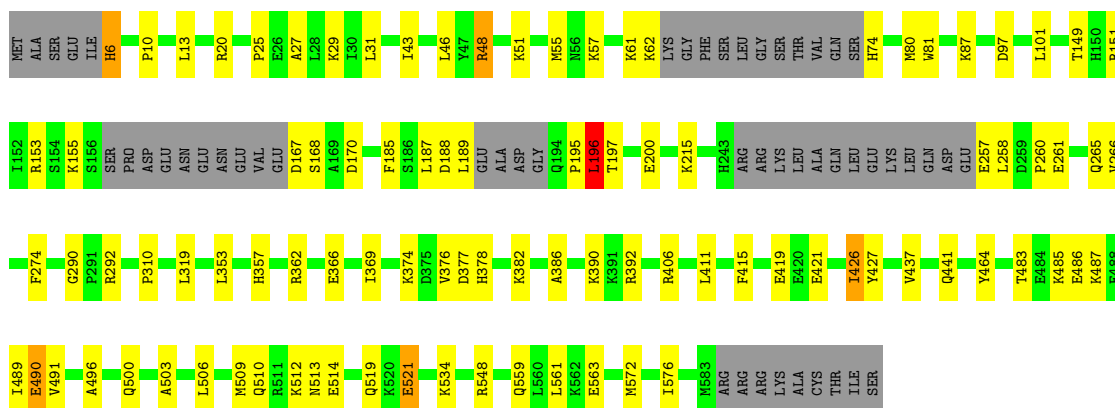 MET ALA SER GLU ILE H6 P10 L13 R20 P25 E26 A27 L28 K29 I30 L31 I43 L46 Y47 R48 K51 M55 N56 K57 K61 K62 LYS GLY PHE SER LEU GLY SER THR VAL GLN SER H74 M80 W81 K87 D97 L101 T149 H150
I152 R153 S154 K155 S156 SER PRO ASP GLU ASN GLU ASN GLU VAL GLU D167 S168 A169 D170 F185 S186 L187 D188 L189 GLU ALA ASP GLY Q194 P195 L196 T197 E200 K215 H243 ARG ARG LYS LEU ALA GLN LEU GLU LYS LEU GLN ASP GLU E257 L258 D259 P260 E261 Q265
F274 G290 P291 R292 P310 L319 L353 H357 R362 E366 I369 K374 D375 V376 D377 H378 K382 A386 K390 K391 R392 R406 L411 F415 E419 E420 E421 I426 Y427 V437 Q441 Y464 T483 E484 K485 E486 K487
I489 E490 V491 A496 Q500 A503 L506 M509 Q510 R511 K512 N513 E514 Q519 K520 E521 K534 R548 Q559 L560 L561 K562 E563 M572 I576 M583 ARG ARG ARG LYS ALA CYS THR ILE SER